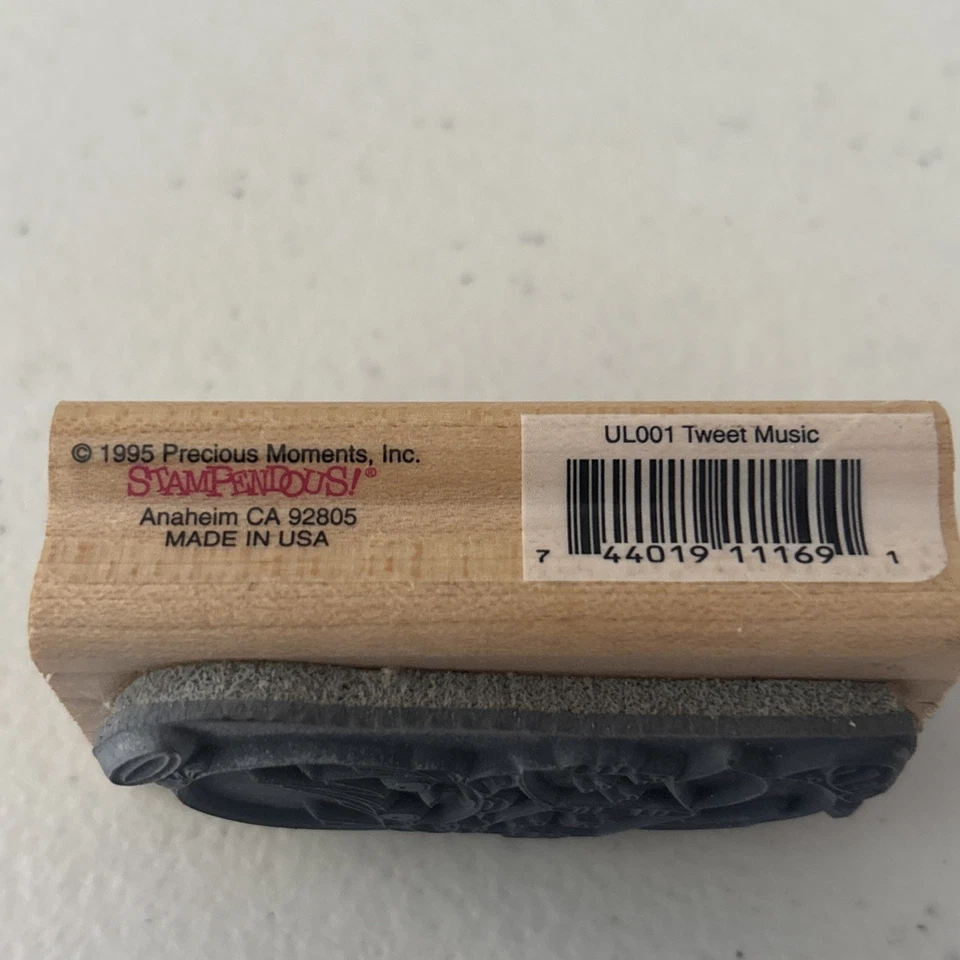 © 1995 Precious Moments, Inc.
STAMPENDOUS!®
Anaheim CA 92805
MADE IN USA
UL001 Tweet Music
7 44019 11169 1